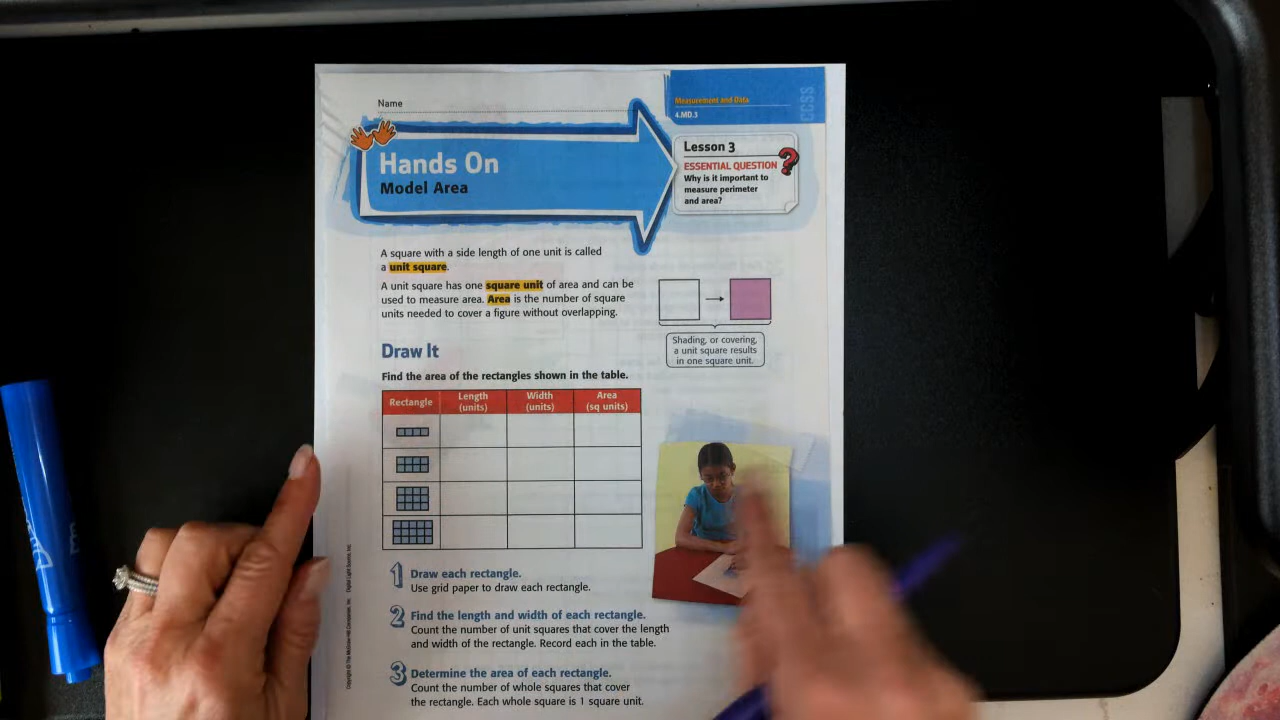 Name
Measurement and Data
4.MD.3
CCSS
Hands On
Model Area
Lesson 3
ESSENTIAL QUESTION
Why is it important to
measure perimeter
and area?
A square with a side length of one unit is called
a unit square.
A unit square has one square unit of area and can be
used to measure area. Area is the number of square
units needed to cover a figure without overlapping.
Shading, or covering,
a unit square results
in one square unit.
Draw It
Find the area of the rectangles shown in the table.
Rectangle Length (units) Width (units) Area (sq units)
1 Draw each rectangle.
Use grid paper to draw each rectangle.
2 Find the length and width of each rectangle.
Count the number of unit squares that cover the length
and width of the rectangle. Record each in the table.
3 Determine the area of each rectangle.
Count the number of whole squares that cover
the rectangle. Each whole square is 1 square unit.